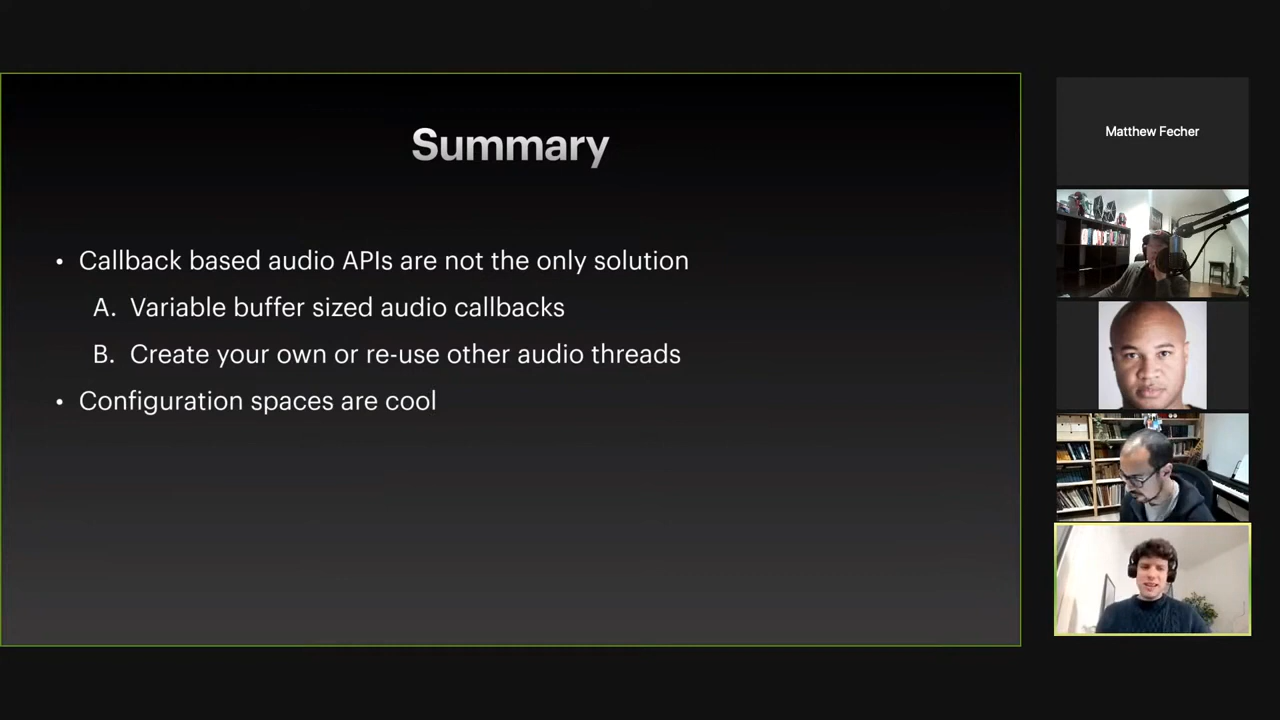 Summary
• Callback based audio APIs are not the only solution
A. Variable buffer sized audio callbacks
B. Create your own or re-use other audio threads
• Configuration spaces are cool
Matthew Fecher